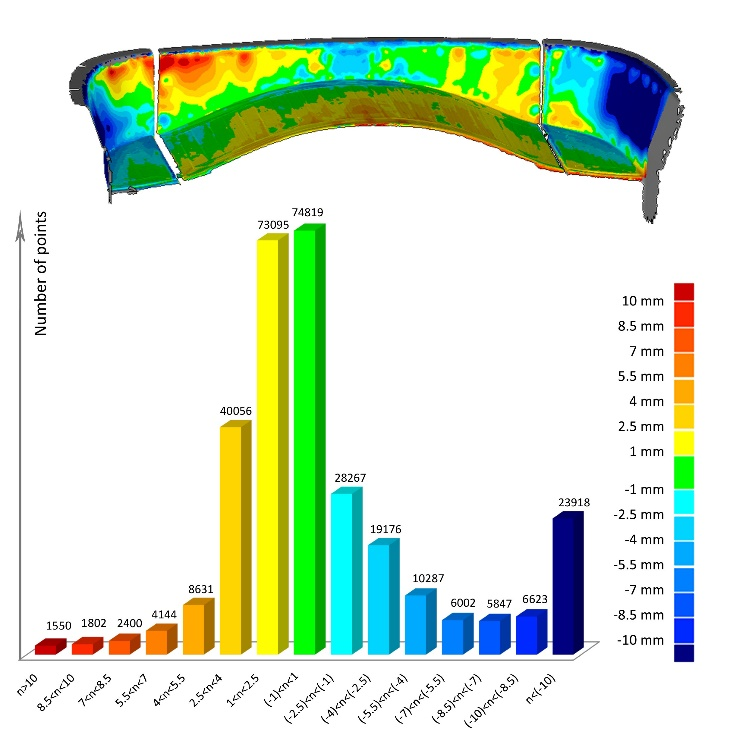 Number of points
1550
1802
2400
4144
8631
40056
73095
74819
28267
19176
10287
6002
5847
6623
23918
n>10
8.5<n<10
7<n<8.5
5.5<n<7
4<n<5.5
2.5<n<4
1<n<2.5
(-1)<n<1
(-2.5)<n<(-1)
(-4)<n<(-2.5)
(-5.5)<n<(-4)
(-7)<n<(-5.5)
(-8.5)<n<(-7)
(-10)<n<(-8.5)
n<(-10)
10 mm
8.5 mm
7 mm
5.5 mm
4 mm
2.5 mm
1 mm
-1 mm
-2.5 mm
-4 mm
-5.5 mm
-7 mm
-8.5 mm
-10 mm